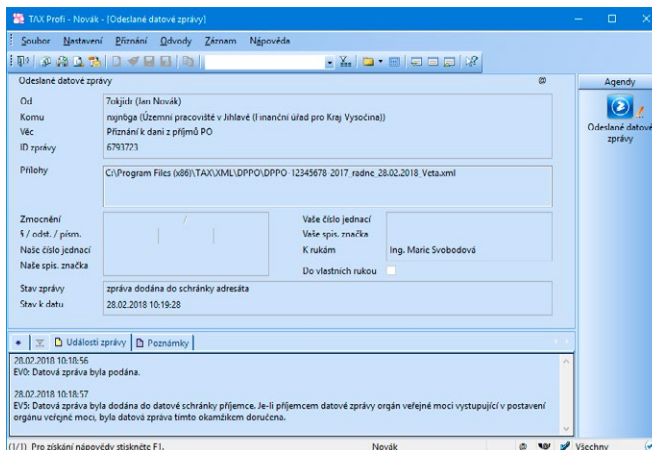 TAX Profi - Novák - [Odeslané datové zprávy]
Soubor Nastavení Přiznání Odvody Záznam Nápověda
Odeslané datové zprávy @
Agendy
Odeslané datové
zprávy
Od 7okjidr (Jan Novák)
Komu nxjn6ga (Územní pracoviště v Jihlavě (Finanční úřad pro Kraj Vysočina))
Věc Přiznání k dani z příjmů PO
ID zprávy 6793723
Přílohy C:\Program Files (x86)\TAX\XML\DPPO\DPPO-12345678-2017_radne_28.02.2018_Veta.xml
Zmocnění / Vaše číslo jednací
§ / odst. / písm. Vaše spis. značka
Naše číslo jednací K rukám Ing. Marie Svobodová
Naše spis. značka Do vlastních rukou
Stav zprávy zpráva dodána do schránky adresáta
Stav k datu 28.02.2018 10:19:28
Události zprávy Poznámky
28.02.2018 10:18:56
EV0: Datová zpráva byla podána.
28.02.2018 10:18:57
EV5: Datová zpráva byla dodána do datové schránky příjemce. Je-li příjemcem datové zprávy orgán veřejné moci vystupující v postavení
orgánu veřejné moci, byla datová zpráva tímto okamžikem doručena.
(1/1) Pro získání nápovědy stiskněte F1. Novák @ Všechny